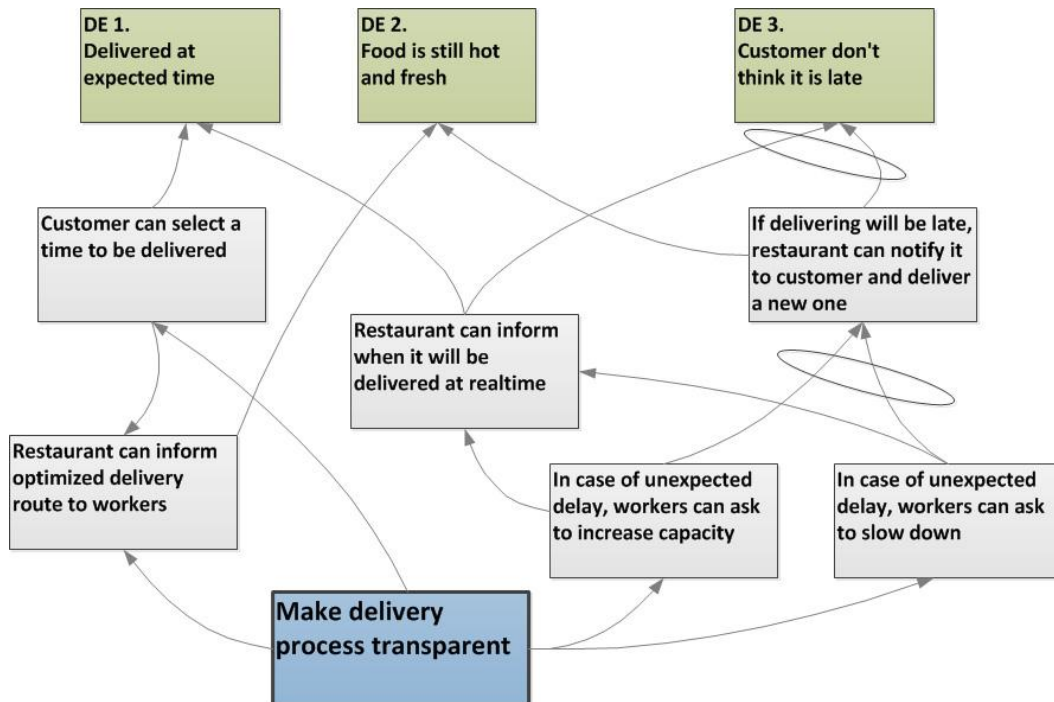 DE 1.
Delivered at
expected time
DE 2.
Food is still hot
and fresh
DE 3.
Customer don't
think it is late
Customer can select a
time to be delivered
If delivering will be late,
restaurant can notify it
to customer and deliver
a new one
Restaurant can inform
when it will be
delivered at realtime
Restaurant can inform
optimized delivery
route to workers
In case of unexpected
delay, workers can ask
to increase capacity
In case of unexpected
delay, workers can ask
to slow down
Make delivery
process transparent